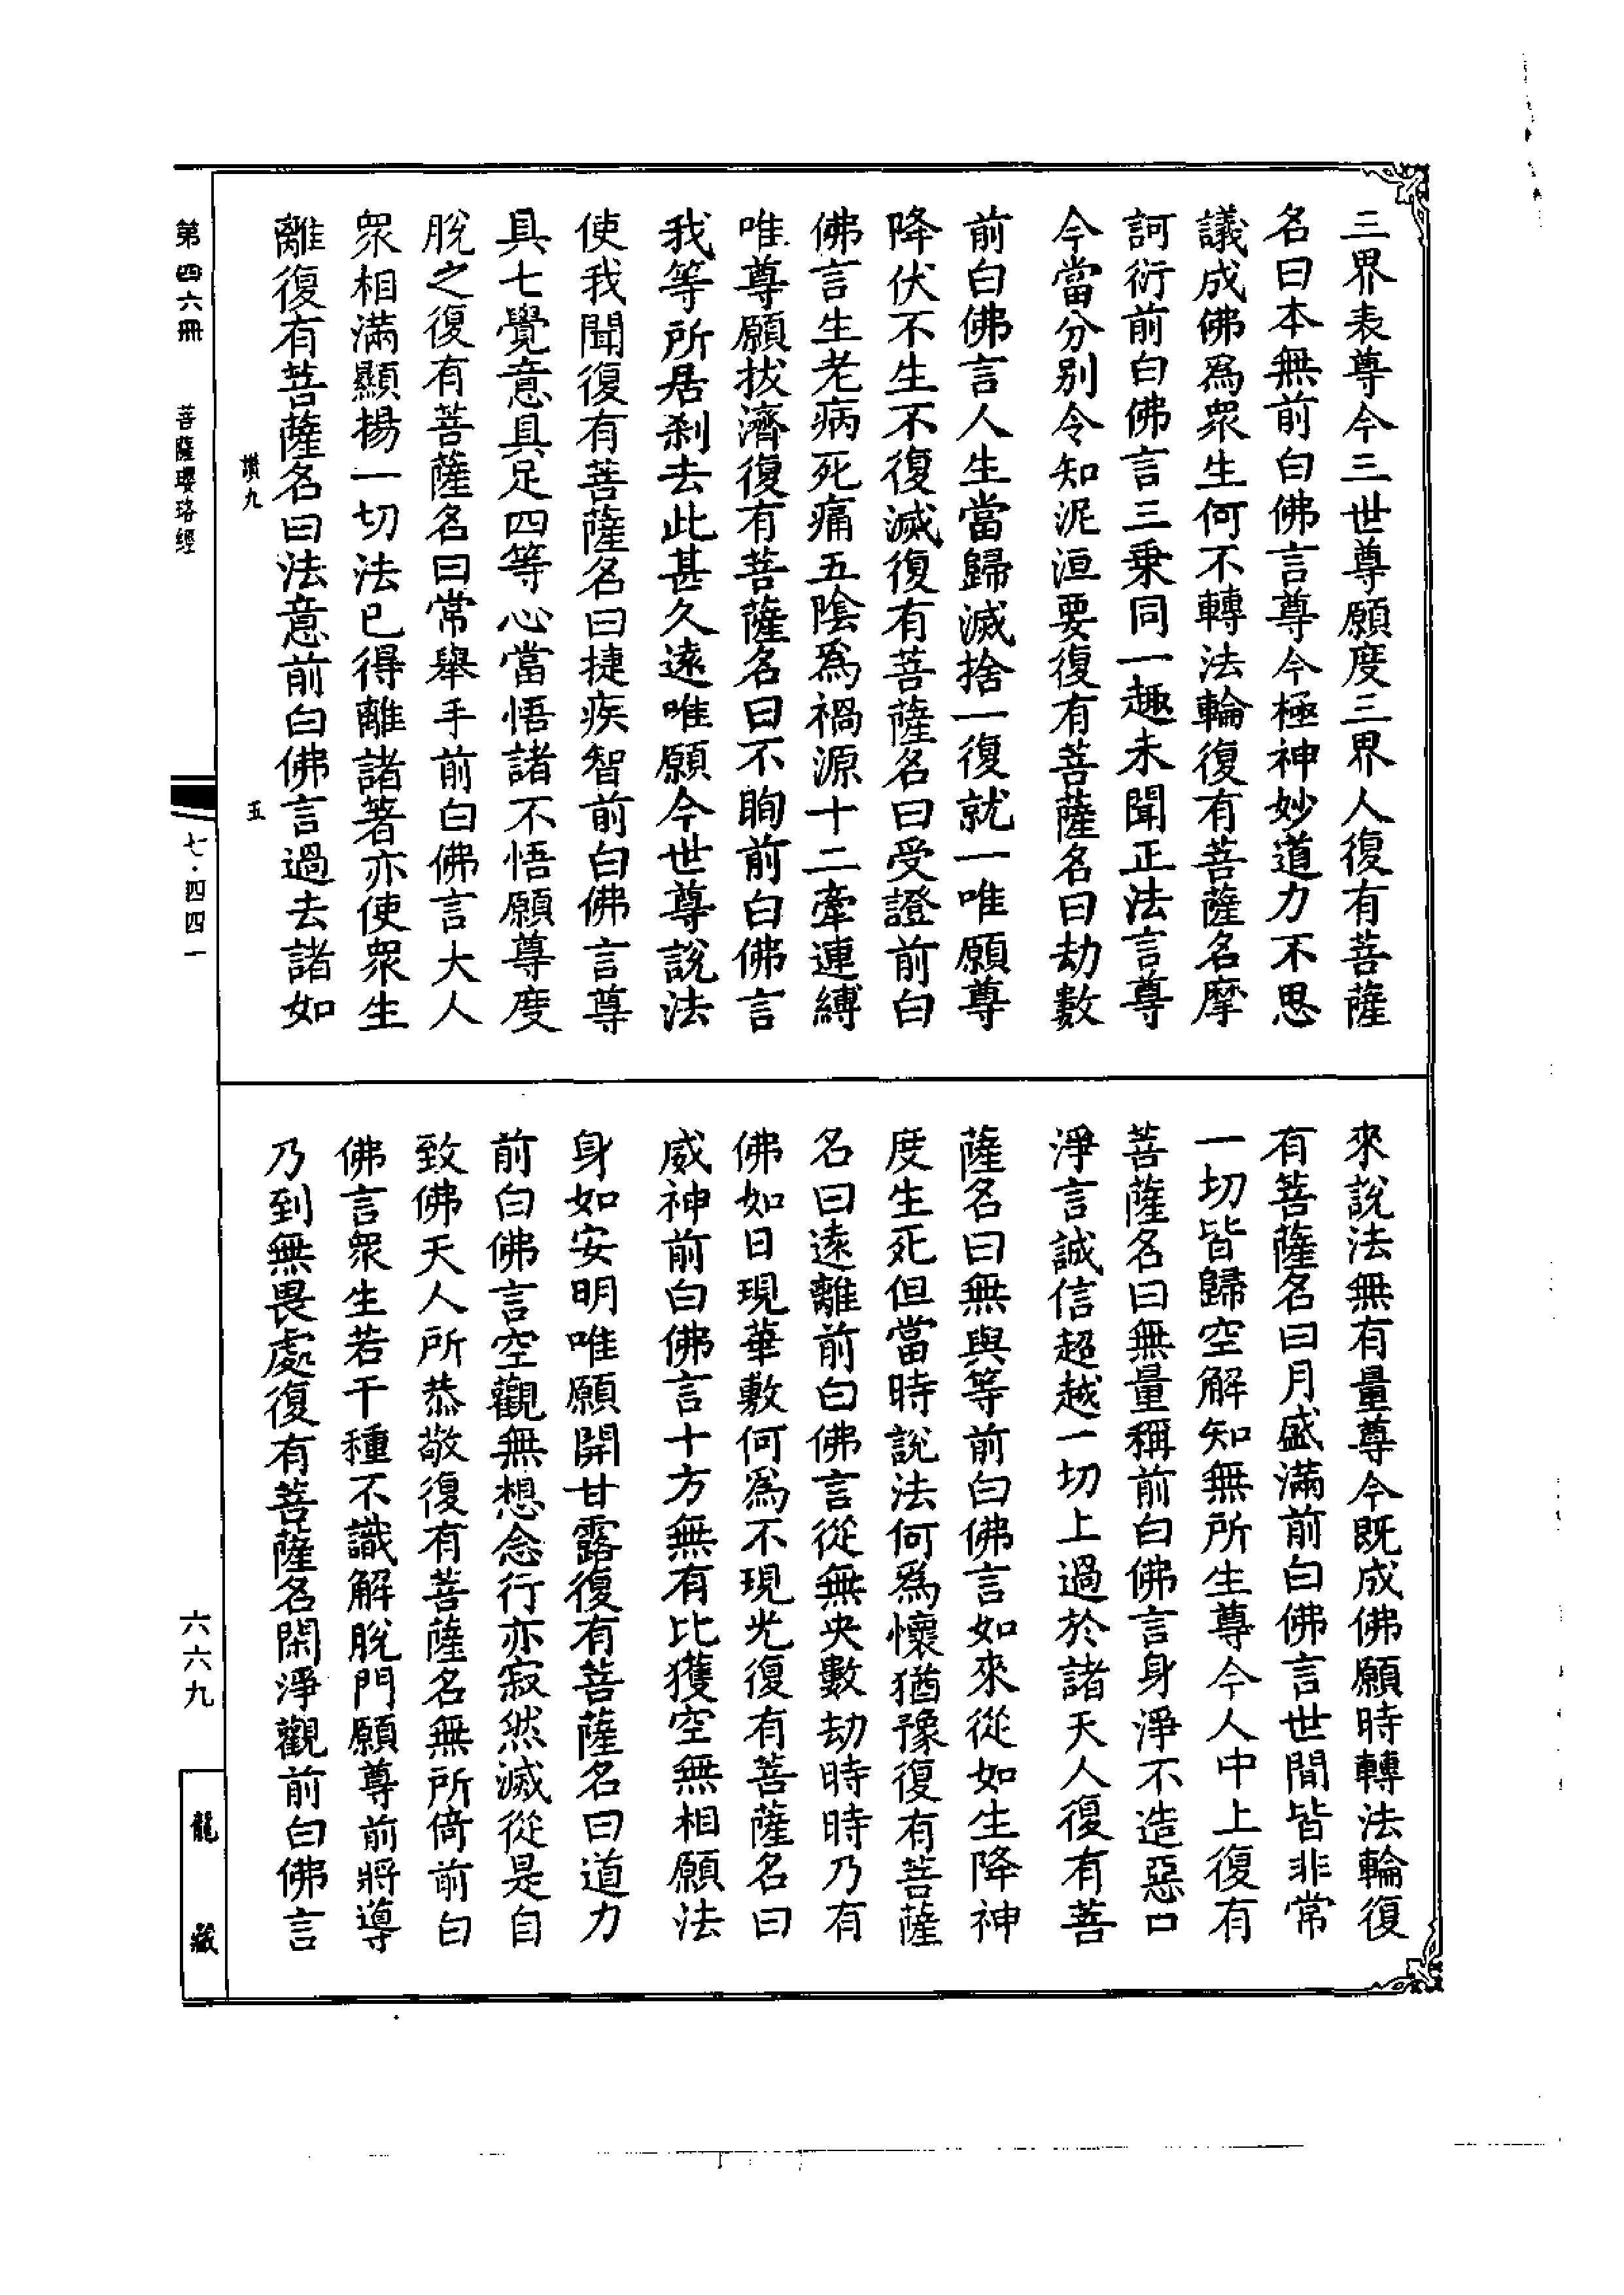 三界表尊今三世尊願度三界人復有菩薩
名曰本無前白佛言尊今極神妙道力不思
議成佛爲衆生何不轉法輪復有菩薩名摩
訶衍前白佛言三乗同一趣未聞正法言尊
今當分别令知泥洹要復有菩薩名曰劫數
前白佛言人生當歸滅捨一復就一唯願尊
降伏不生不復滅復有菩薩名曰受證前白
佛言生老病死痛五陰爲禍源十二牽連縛
唯尊願拔濟復有菩薩名曰不眴前白佛言
我等所居刹去此甚久遠唯願今世尊說法
使我聞復有菩薩名曰捷疾智前白佛言尊
具七覺意具足四等心當悟諸不悟願尊度
脫之復有菩薩名曰常舉手前白佛言大人
衆相滿顯揚一切法已得離諸著亦使衆生
離復有菩薩名曰法意前白佛言過去諸如
來說法無有量尊今既成佛願時轉法輪復
有菩薩名曰月盛滿前白佛言世間皆非常
一切皆歸空解知無所生尊今人中上復有
菩薩名曰無量稱前白佛言身淨不造惡口
淨言誠信超越一切上過於諸天人復有菩
薩名曰無與等前白佛言如來從如生降神
度生死但當時說法何爲懷猶豫復有菩薩
名曰遠離前白佛言從無央數劫時時乃有
佛如日現華敷何爲不現光復有菩薩名曰
威神前白佛言十方無有比獲空無相願法
身如安明唯願開甘露復有菩薩名曰道力
前白佛言空觀無想念行亦寂然滅從是自
致佛天人所恭敬復有菩薩名無所倚前白
佛言衆生若干種不識解脫門願尊前將導
乃到無畏處復有菩薩名閑淨觀前白佛言
讃九 五
第四六冊 菩薩瓔珞經 七·四四一 六六九 龍藏